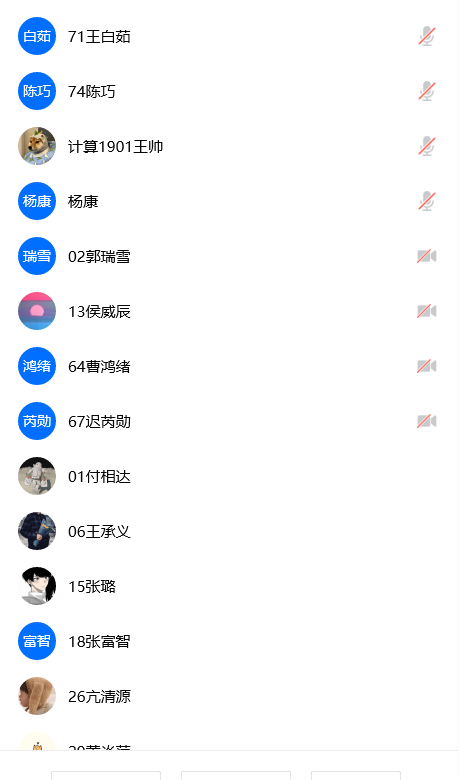 白茹 71王白茹
陈巧 74陈巧
计算1901王帅
杨康 杨康
瑞雪 02郭瑞雪
13侯威辰
鸿绪 64曹鸿绪
芮勋 67迟芮勋
01付相达
06王承义
15张璐
富智 18张富智
26亢清源